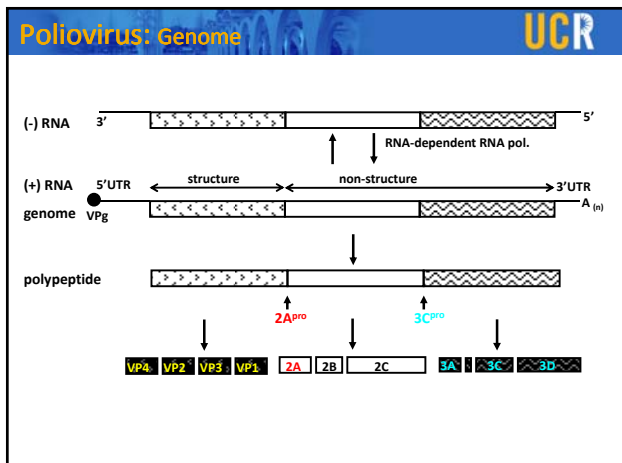 Poliovirus: Genome
UCR
(-) RNA 3’ 5’
RNA-dependent RNA pol.
(+) RNA 5’UTR structure non-structure 3’UTR
genome VPg A (n)
polypeptide
2Apro 3Cpro
VP4 VP2 VP3 VP1 2A 2B 2C 3A 3C 3D